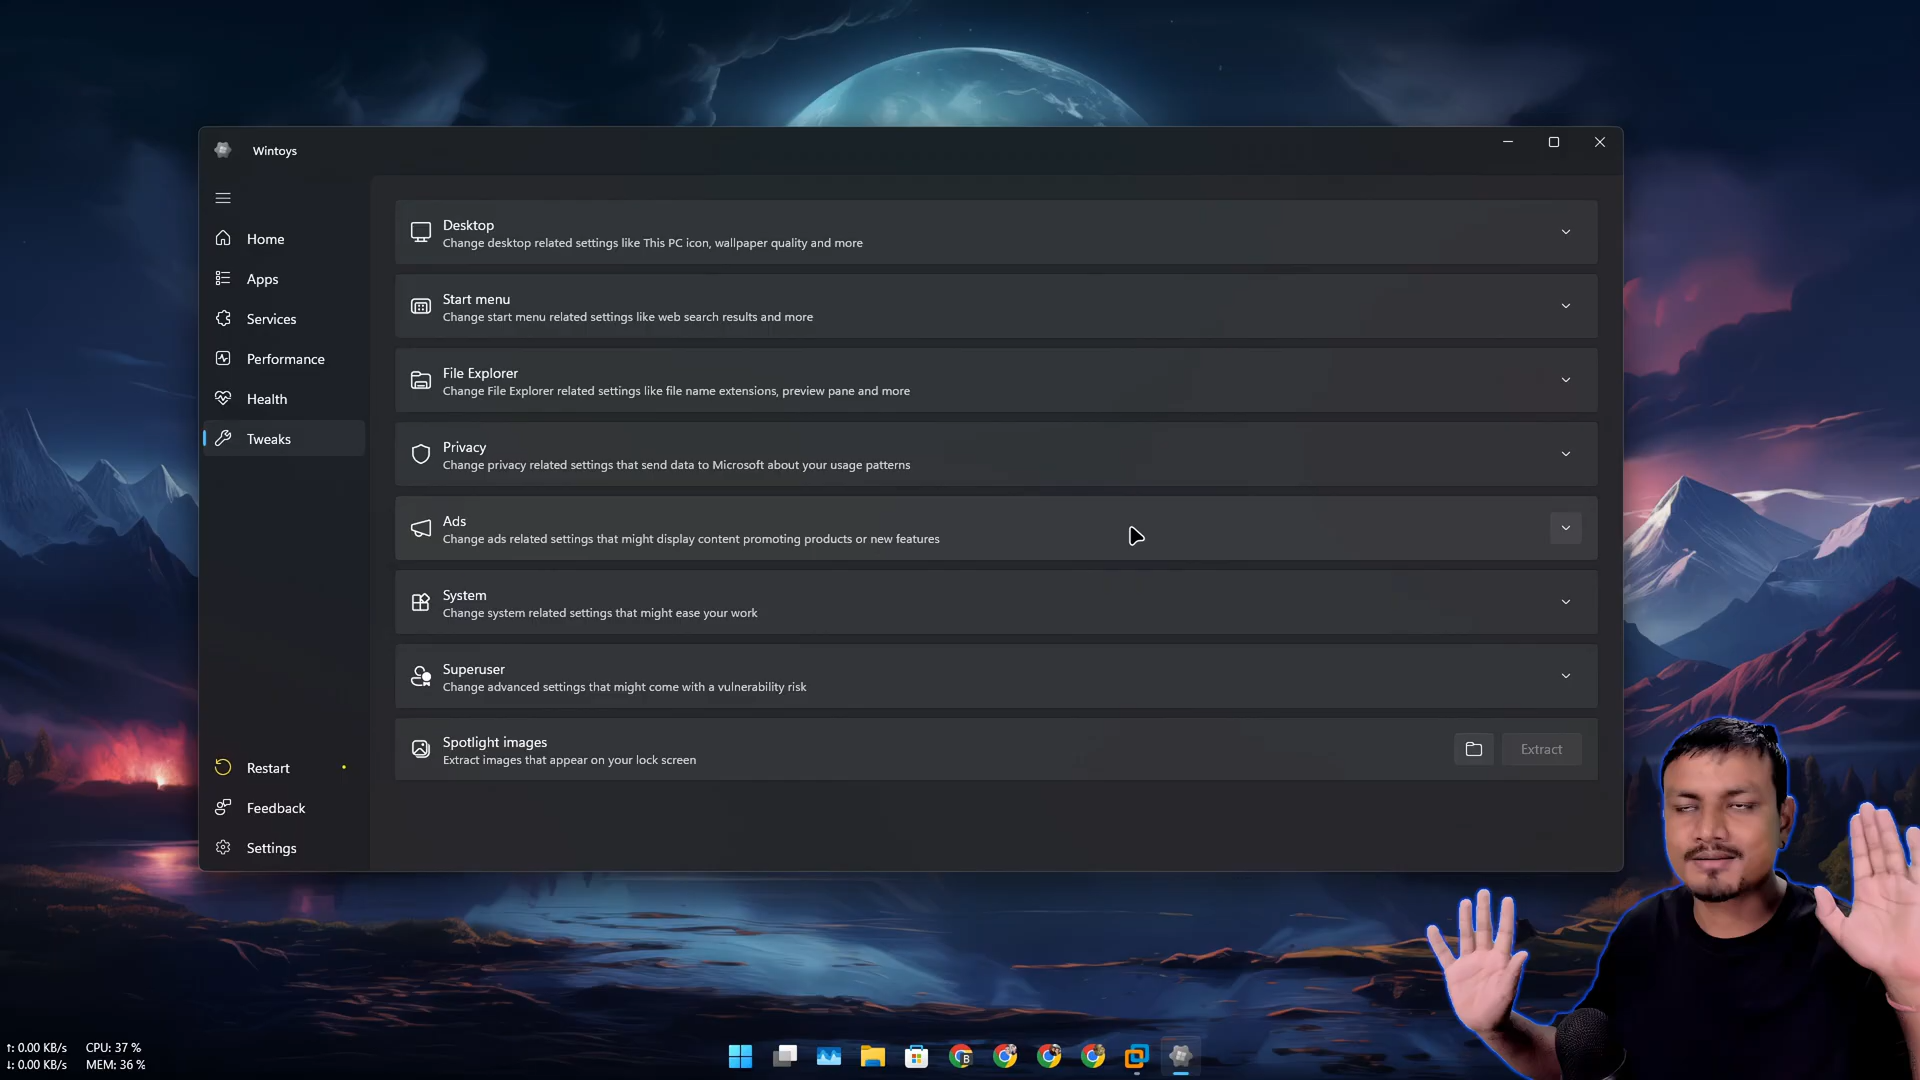 Wintoys
Home
Apps
Services
Performance
Health
Tweaks
Restart
Feedback
Settings
Desktop
Change desktop related settings like This PC icon, wallpaper quality and more
Start menu
Change start menu related settings like web search results and more
File Explorer
Change File Explorer related settings like file name extensions, preview pane and more
Privacy
Change privacy related settings that send data to Microsoft about your usage patterns
Ads
Change ads related settings that might display content promoting products or new features
System
Change system related settings that might ease your work
Superuser
Change advanced settings that might come with a vulnerability risk
Spotlight images
Extract images that appear on your lock screen
Extract
↑: 0.00 KB/s CPU: 37 %
↓: 0.00 KB/s MEM: 36 %
B